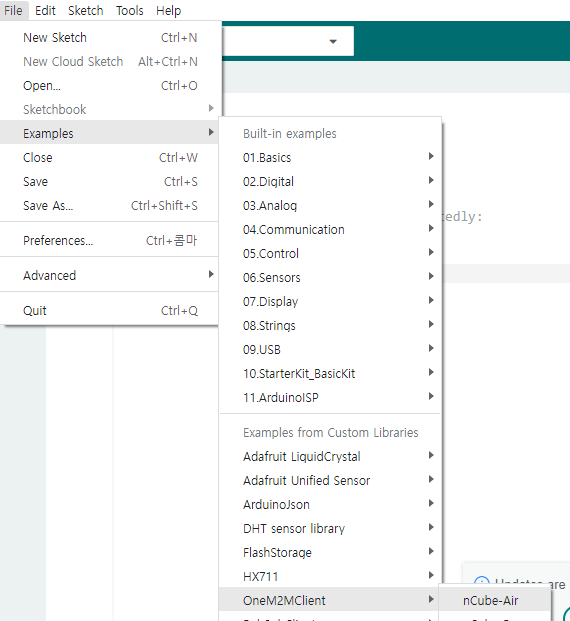 File Edit Sketch Tools Help
New Sketch Ctrl+N
New Cloud Sketch Alt+Ctrl+N
Open... Ctrl+O
Sketchbook
Examples
Close Ctrl+W
Save Ctrl+S
Save As... Ctrl+Shift+S
Preferences... Ctrl+콤마
Advanced
Quit Ctrl+Q
Built-in examples
01.Basics
02.Digital
03.Analog
04.Communication
05.Control
06.Sensors
07.Display
08.Strings
09.USB
10.StarterKit_BasicKit
11.ArduinoISP
Examples from Custom Libraries
Adafruit LiquidCrystal
Adafruit Unified Sensor
ArduinoJson
DHT sensor library
FlashStorage
HX711
OneM2MClient
nCube-Air
edly:
Updates are